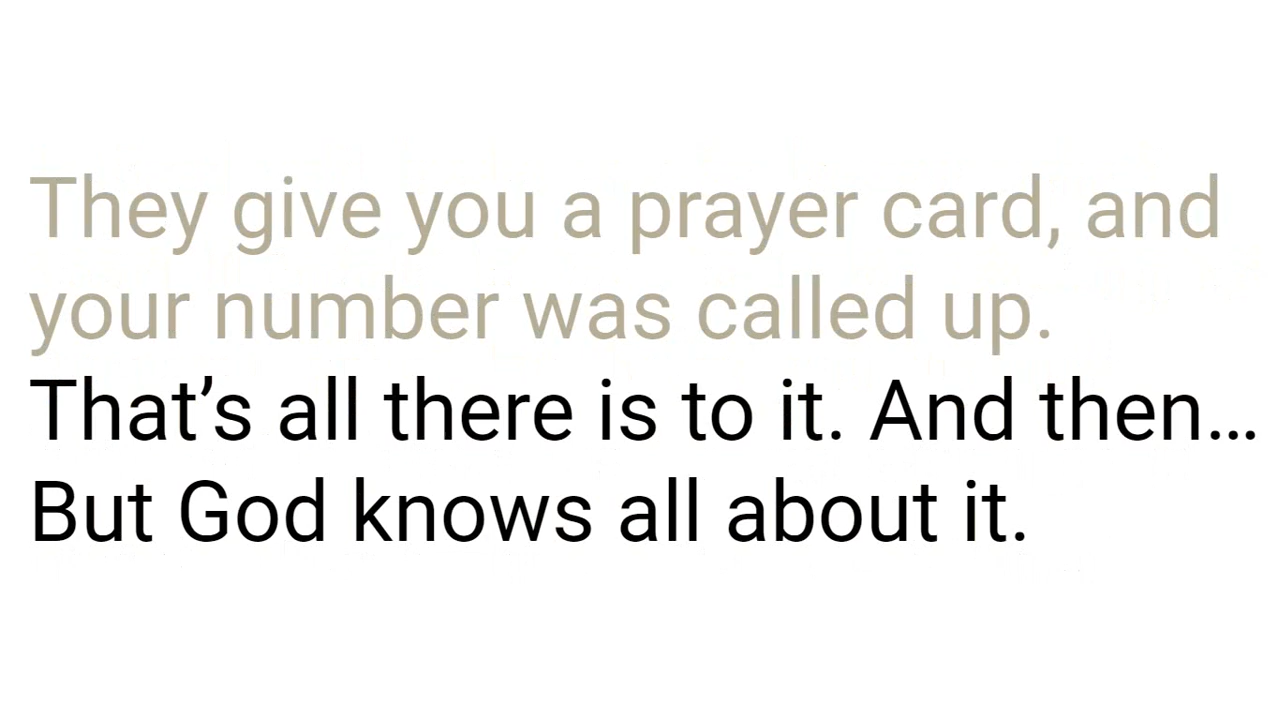 They give you a prayer card, and
your number was called up.
That’s all there is to it. And then…
But God knows all about it.